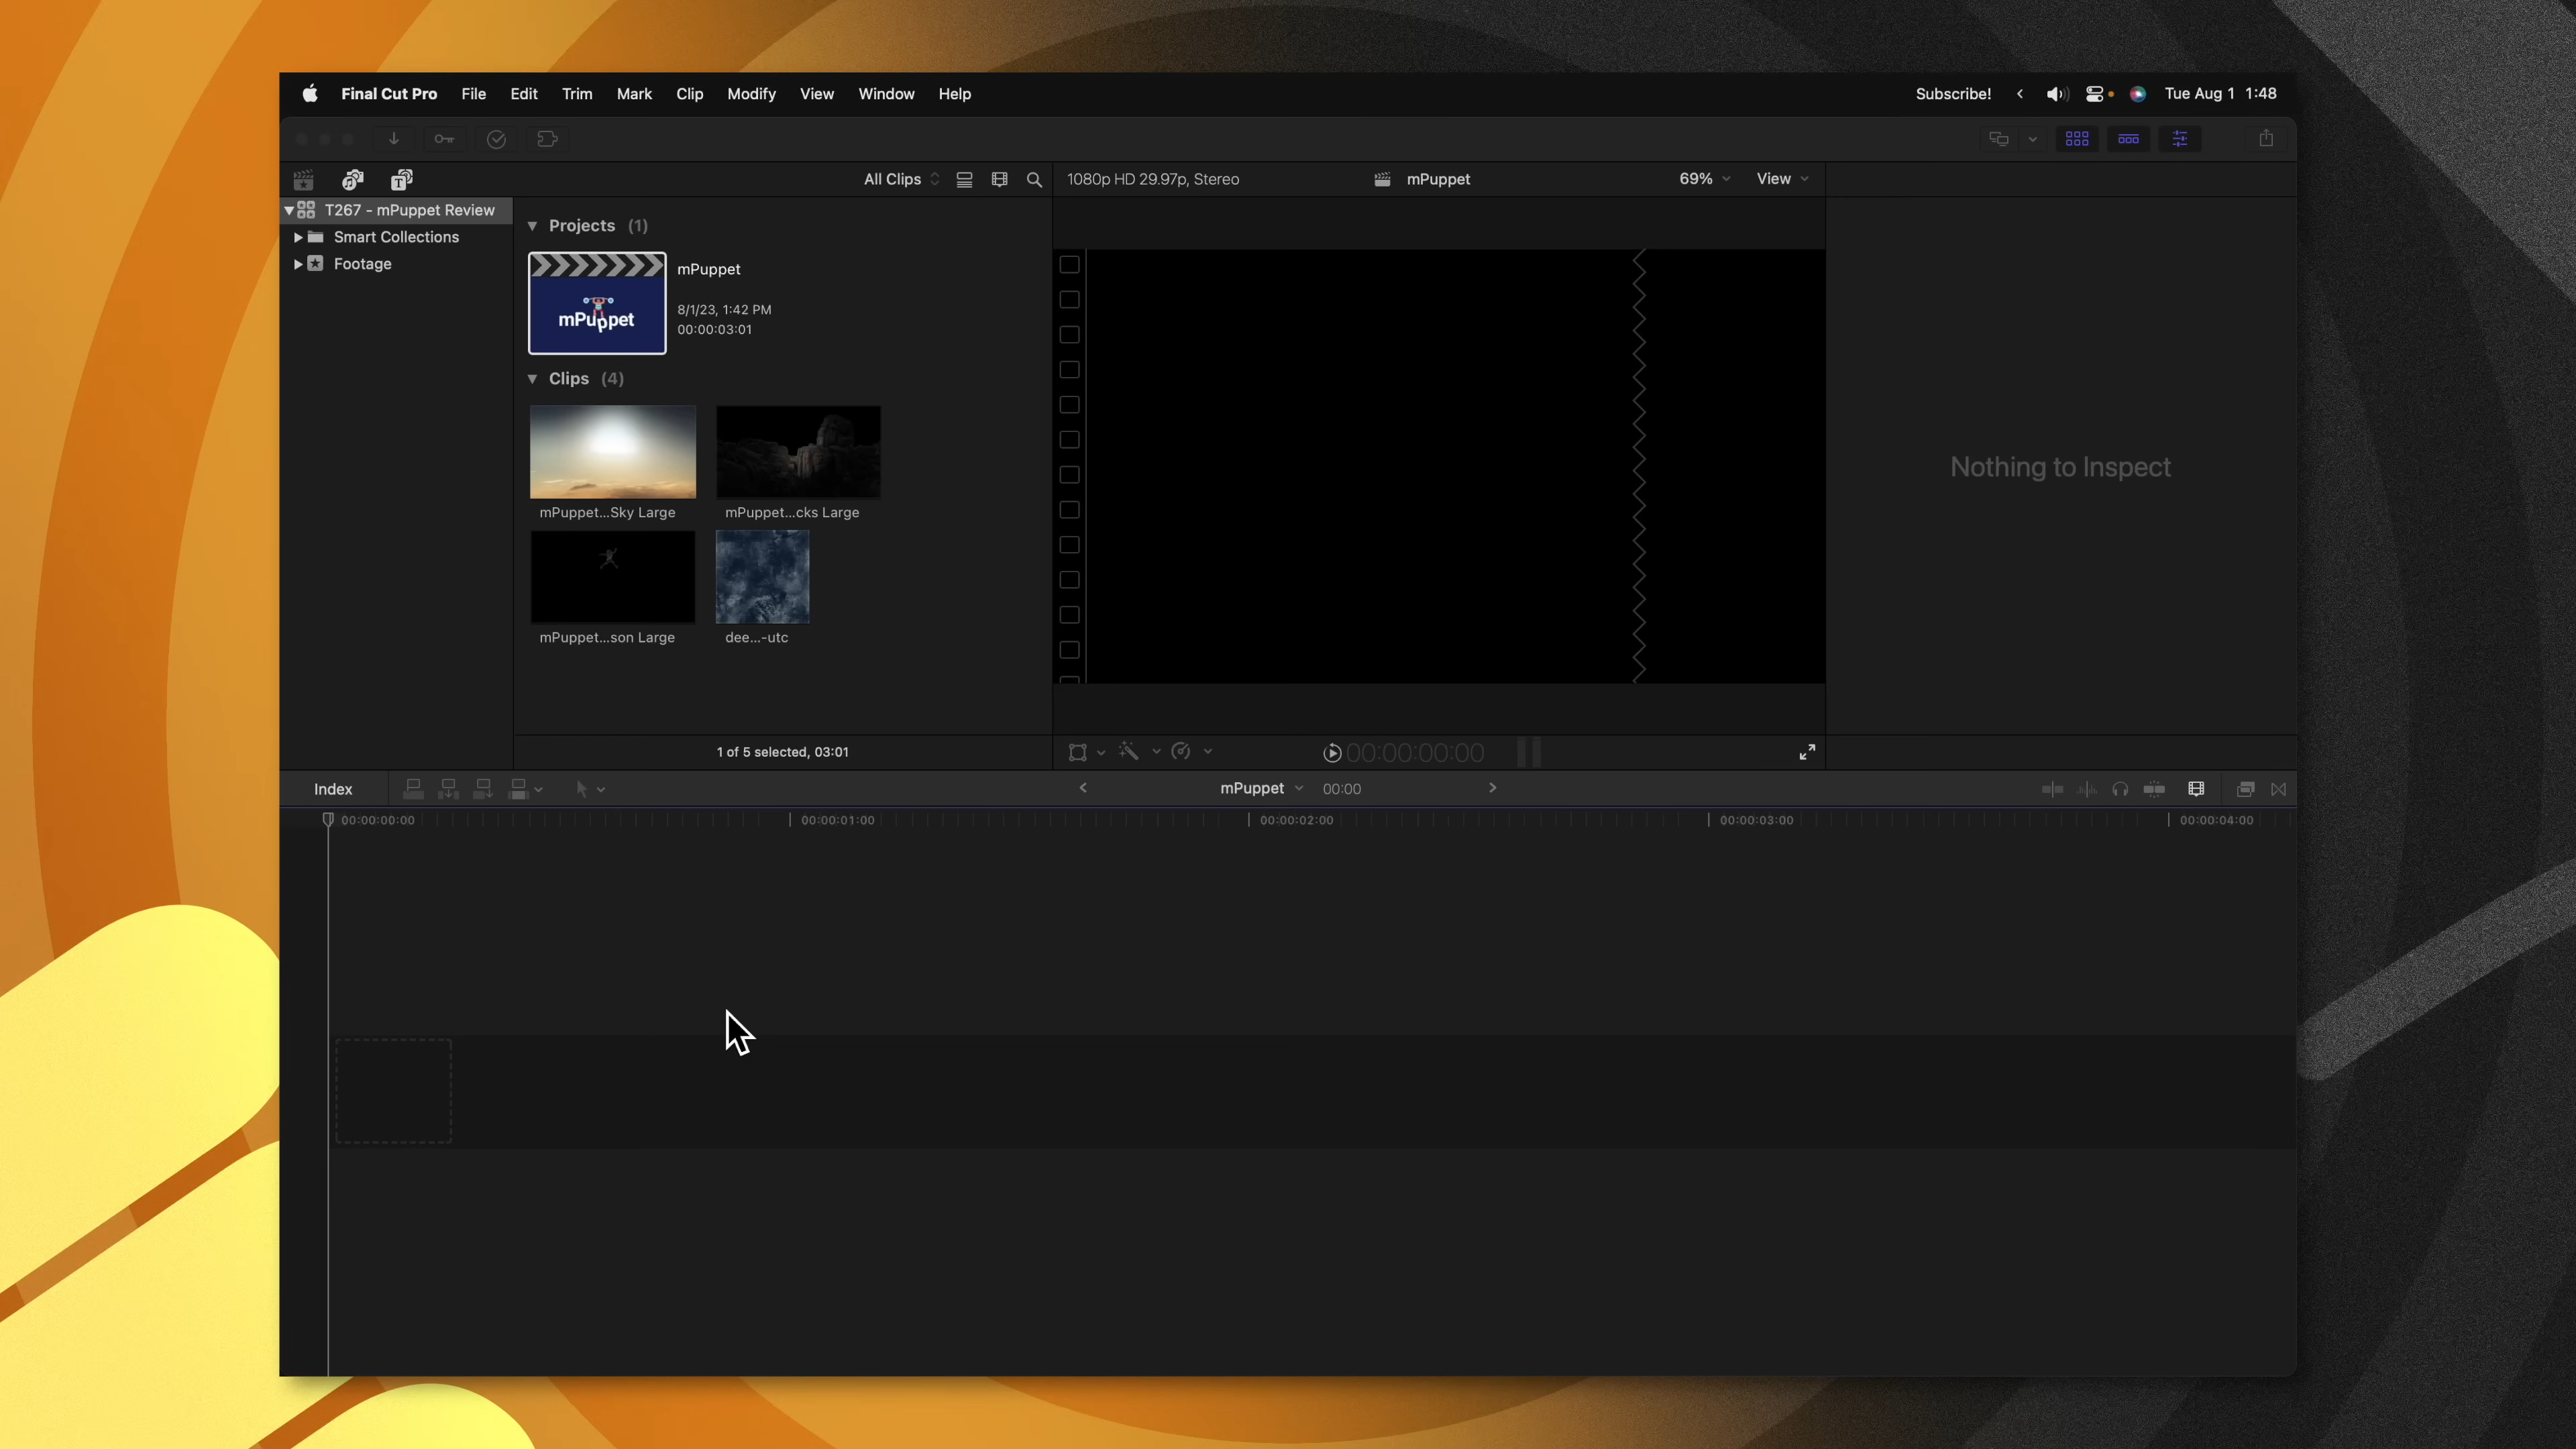 Final Cut Pro File Edit Trim Mark Clip Modify View Window Help
Subscribe! Tue Aug 1 1:48
All Clips
1080p HD 29.97p, Stereo
mPuppet
69%
View
T267 - mPuppet Review
Smart Collections
Footage
Projects (1)
mPuppet
mPuppet
8/1/23, 1:42 PM
00:00:03:01
Clips (4)
mPuppet...Sky Large
mPuppet...cks Large
mPuppet...son Large
dee...-utc
Nothing to Inspect
1 of 5 selected, 03:01
00:00:00:00
Index
mPuppet
00:00
00:00:00:00
00:00:01:00
00:00:02:00
00:00:03:00
00:00:04:00